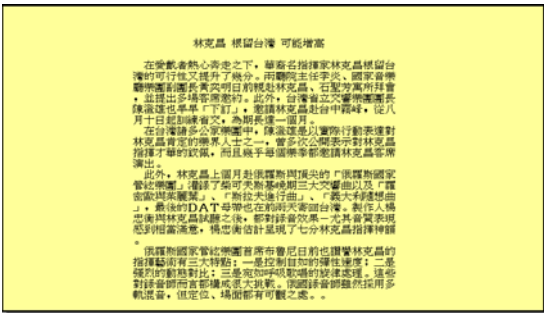 林克昌 根留台灣 可能增高
在愛戴者熱心奔走之下，華裔名指揮家林克昌根留台
灣的可行性又提升了幾分。兩廳院主任李炎、國家音樂
廳樂團副團長黃奕明日前親赴林克昌、石聖芳寓所拜會
，並提出多場客席邀約。此外，台灣省立交響樂團團長
陳澄雄也早早「下訂」，邀請林克昌赴台中霧峰，從八
月十日起訓練省交，為期長達一個月。
在台灣諸多公家樂團中，陳澄雄是以實際行動表達對
林克昌肯定的樂界人士之一，曾多次公開表示對林克昌
指揮才華的欽佩，而且幾乎每個樂季都邀請林克昌客席
演出。
此外，林克昌上個月赴俄羅斯與頂尖的「俄羅斯國家
管絃樂團」灌錄了柴可夫斯基晚期三大交響曲以及「羅
密歐與茱麗葉」、「斯拉夫進行曲」、「義大利隨想曲
」，最後的DAT母帶也在前兩天寄回台灣。製作人楊
忠衡與林克昌試聽之後，都對錄音效果－尤其音質表現
感到相當滿意，楊忠衡估計呈現了七分林克昌指揮神韻
。
俄羅斯國家管絃樂團首席布魯尼日前也讚譽林克昌的
指揮藝術有三大特點：一是控制自如的彈性速度；二是
強烈的動態對比；三是宛如呼吸歌唱的旋律處理。這些
對錄音師而言都構成很大挑戰。俄國錄音師雖然採用多
軌混音，但定位、場面都有可觀之處。。